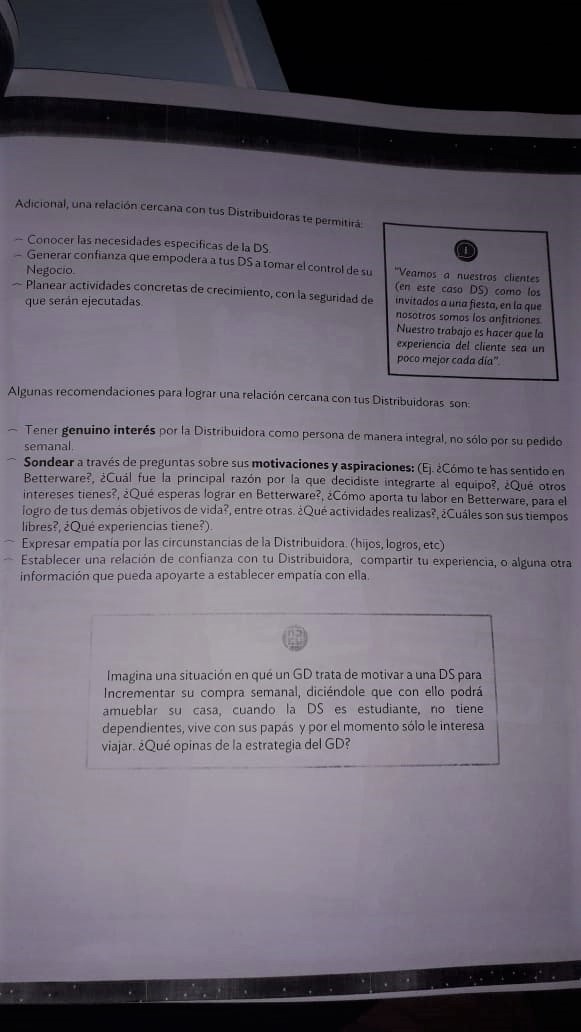 Adicional, una relación cercana con tus Distribuidoras te permitirá:
– Conocer las necesidades especificas de la DS.
– Generar confianza que empodera a tus DS a tomar el control de su
Negocio.
– Planear actividades concretas de crecimiento, con la seguridad de
que serán ejecutadas.
"Veamos a nuestros clientes
(en este caso DS) como los
invitados a una fiesta, en la que
nosotros somos los anfitriones.
Nuestro trabajo es hacer que la
experiencia del cliente sea un
poco mejor cada día".
Algunas recomendaciones para lograr una relación cercana con tus Distribuidoras son:
– Tener genuino interés por la Distribuidora como persona de manera integral, no sólo por su pedido
semanal.
– Sondear a través de preguntas sobre sus motivaciones y aspiraciones: (Ej. ¿Cómo te has sentido en
Betterware?, ¿Cuál fue la principal razón por la que decidiste integrarte al equipo?, ¿Qué otros
intereses tienes?, ¿Qué esperas lograr en Betterware?, ¿Cómo aporta tu labor en Betterware, para el
logro de tus demás objetivos de vida?, entre otras. ¿Qué actividades realizas?, ¿Cuáles son sus tiempos
libres?, ¿Qué experiencias tiene?).
– Expresar empatía por las circunstancias de la Distribuidora. (hijos, logros, etc)
– Establecer una relación de confianza con tu Distribuidora, compartir tu experiencia, o alguna otra
información que pueda apoyarte a establecer empatía con ella.
Imagina una situación en qué un GD trata de motivar a una DS para
Incrementar su compra semanal, diciéndole que con ello podrá
amueblar su casa, cuando la DS es estudiante, no tiene
dependientes, vive con sus papás y por el momento sólo le interesa
viajar. ¿Qué opinas de la estrategia del GD?